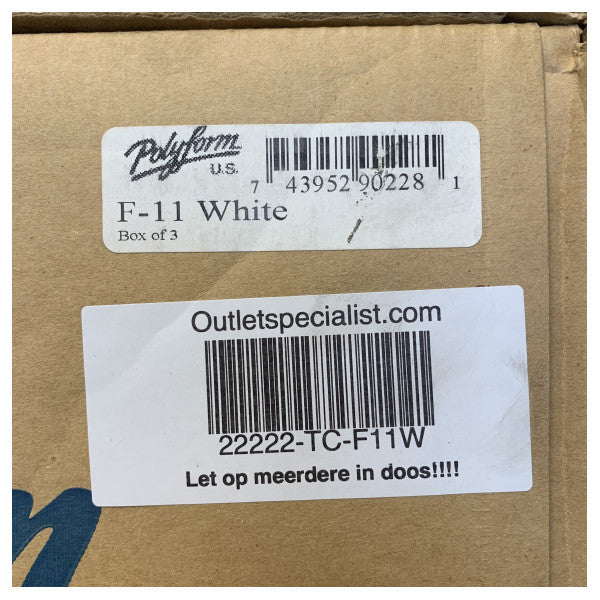 Polyform
U.S.
7 43952 90228 1
F-11 White
Box of 3
Outletspecialist.com
22222-TC-F11W
Let op meerdere in doos!!!!